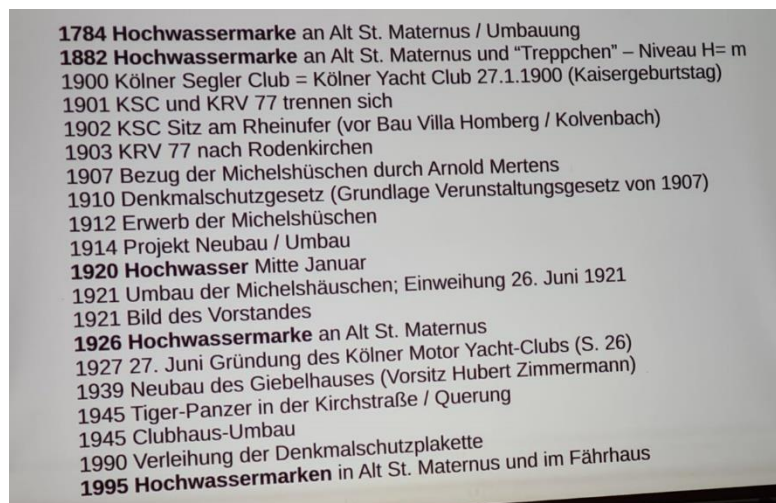 1784 Hochwassermarke an Alt St. Maternus / Umbauung
1882 Hochwassermarke an Alt St. Maternus und “Treppchen” – Niveau H= m
1900 Kölner Segler Club = Kölner Yacht Club 27.1.1900 (Kaisergeburtstag)
1901 KSC und KRV 77 trennen sich
1902 KSC Sitz am Rheinufer (vor Bau Villa Homberg / Kolvenbach)
1903 KRV 77 nach Rodenkirchen
1907 Bezug der Michelshüschen durch Arnold Mertens
1910 Denkmalschutzgesetz (Grundlage Verunstaltungsgesetz von 1907)
1912 Erwerb der Michelshüschen
1914 Projekt Neubau / Umbau
1920 Hochwasser Mitte Januar
1921 Umbau der Michelshäuschen; Einweihung 26. Juni 1921
1921 Bild des Vorstandes
1926 Hochwassermarke an Alt St. Maternus
1927 27. Juni Gründung des Kölner Motor Yacht-Clubs (S. 26)
1939 Neubau des Giebelhauses (Vorsitz Hubert Zimmermann)
1945 Tiger-Panzer in der Kirchstraße / Querung
1945 Clubhaus-Umbau
1990 Verleihung der Denkmalschutzplakette
1995 Hochwassermarken in Alt St. Maternus und im Fährhaus